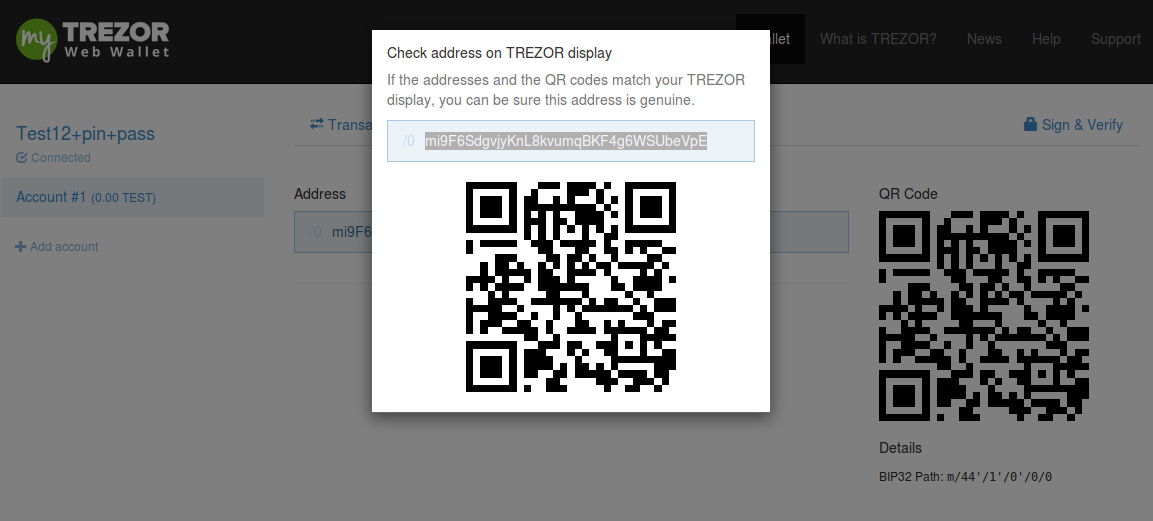 my TREZOR
Web Wallet
llet
What is TREZOR?
News
Help
Support
Test12+pin+pass
Connected
Account #1 (0.00 TEST)
Add account
Transa
Sign & Verify
Address
/0 mi9F6
Check address on TREZOR display
If the addresses and the QR codes match your TREZOR
display, you can be sure this address is genuine.
/0 mi9F6SdgvjyKnL8kvumqBKF4g6WSUbeVpE
QR Code
Details
BIP32 Path: m/44'/1'/0'/0/0